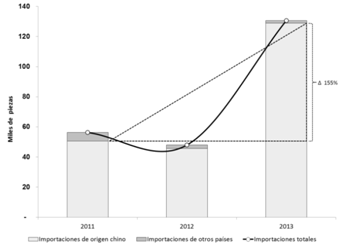 140
120
100
80
60
40
20
-
Miles de piezas
Δ 155%
2011 2012 2013
Importaciones de origen chino Importaciones de otros países Importaciones totales